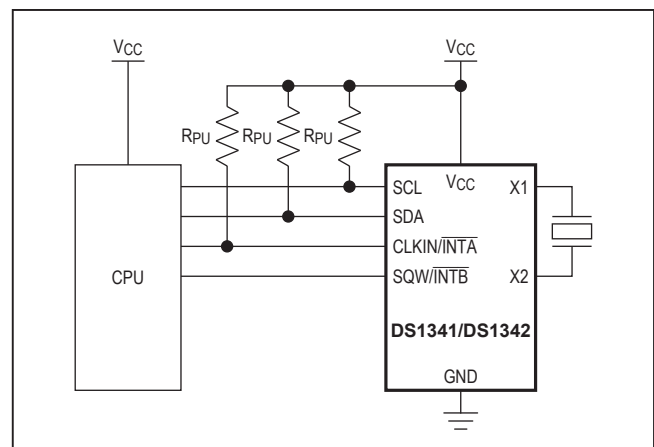 VCC
VCC
RPU
RPU
RPU
SCL
VCC
X1
SDA
CLKIN/INTA
CPU
SQW/INTB
X2
DS1341/DS1342
GND